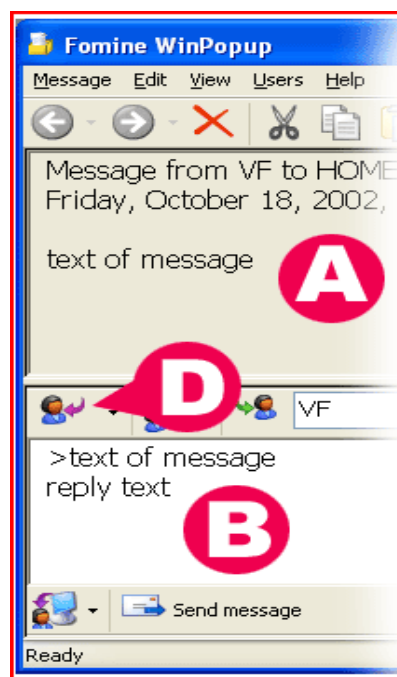 Fomine WinPopup
Message Edit View Users Help
Message from VF to HOME
Friday, October 18, 2002,
text of message
A
D
VF
>text of message
reply text
B
Send message
Ready